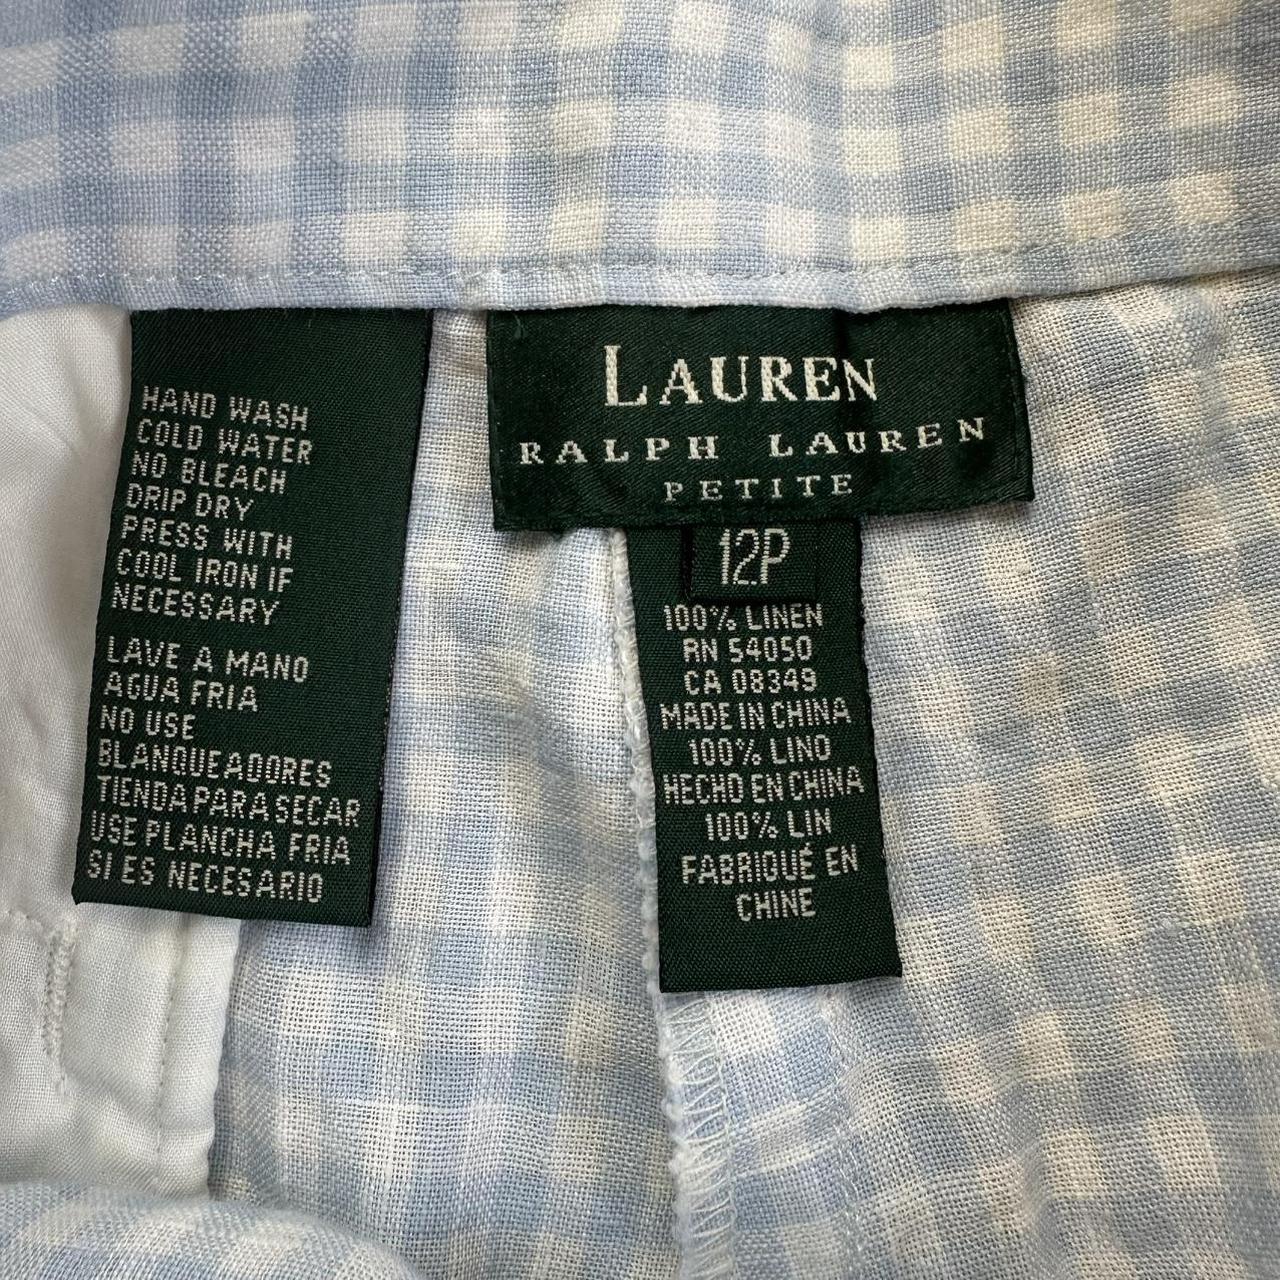 HAND WASH
COLD WATER
NO BLEACH
DRIP DRY
PRESS WITH
COOL IRON IF
NECESSARY
LAVE A MANO
AGUA FRIA
NO USE
BLANQUEADORES
TIENDA PARA SECAR
USE PLANCHA FRIA
SI ES NECESARIO
LAUREN
RALPH LAUREN
PETITE
12P
100% LINEN
RN 54050
CA 08349
MADE IN CHINA
100% LINO
HECHO EN CHINA
100% LIN
FABRIQUÉ EN
CHINE